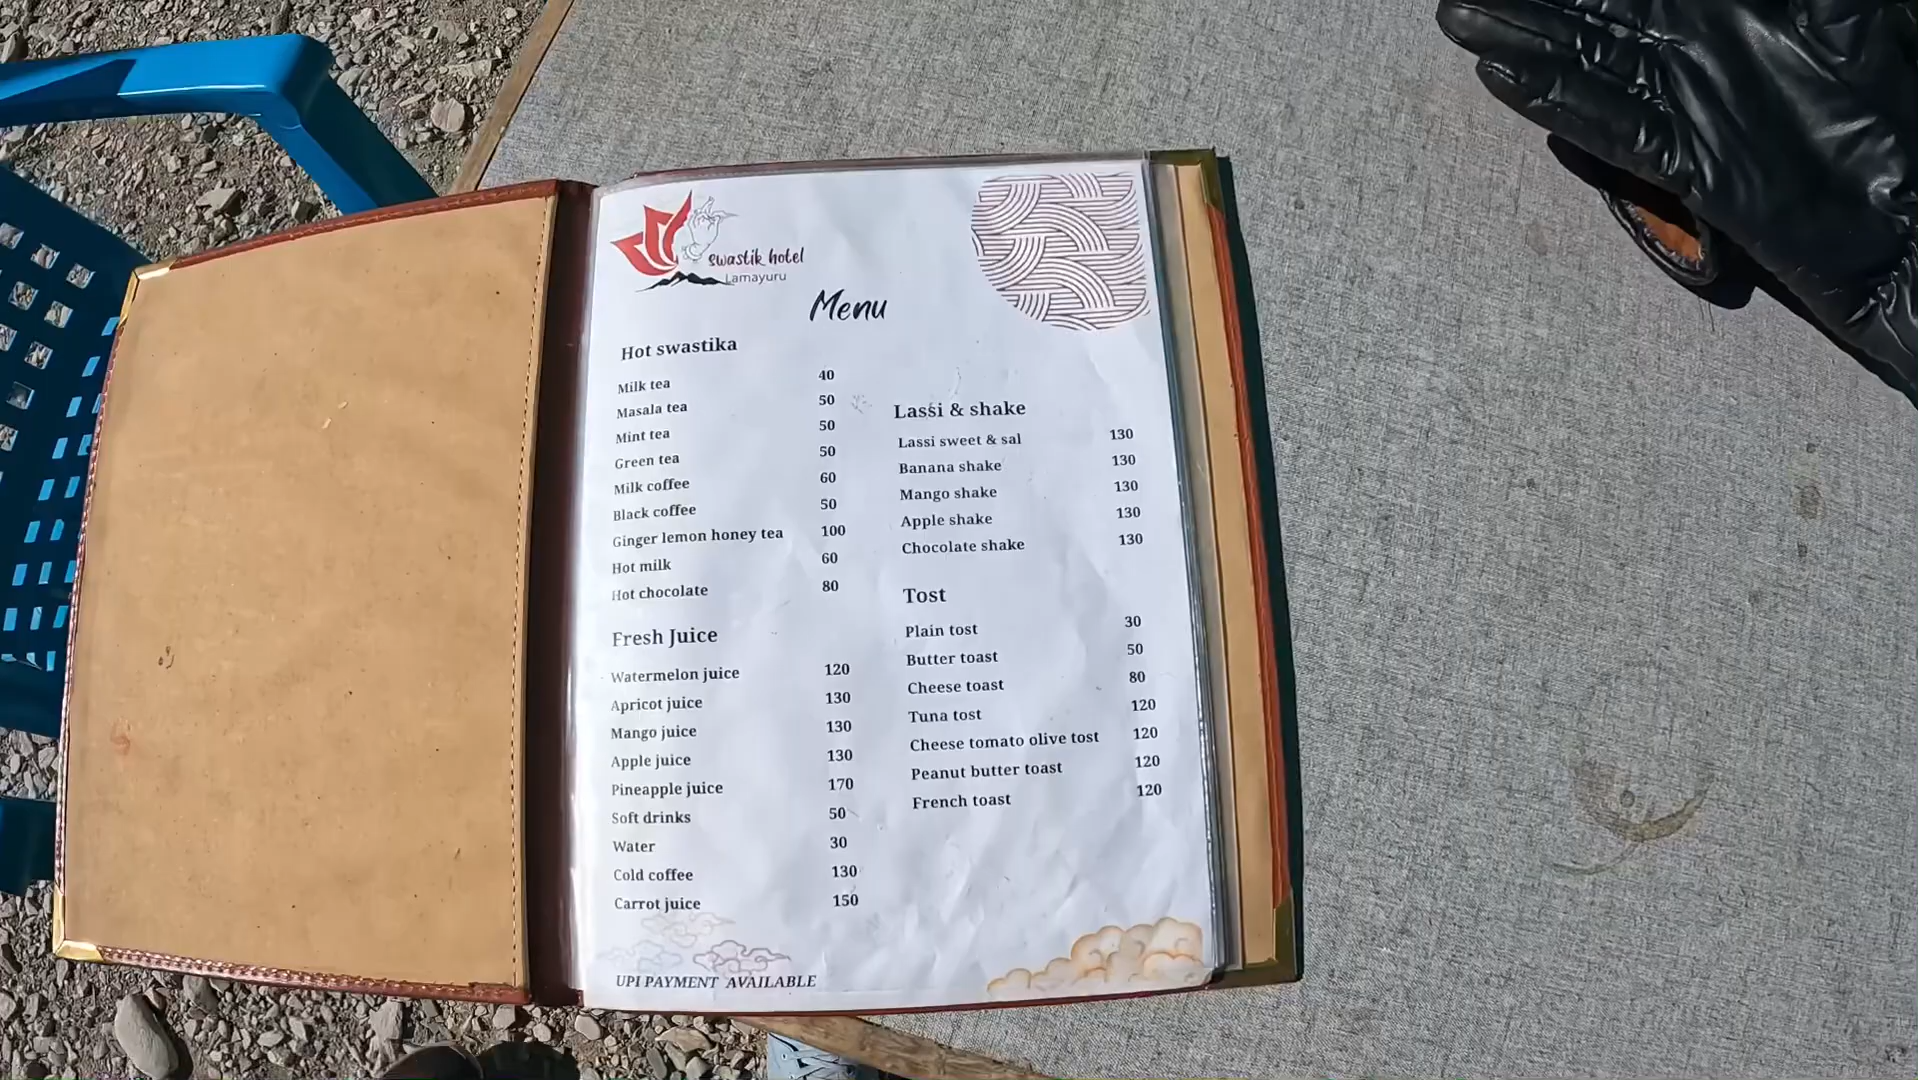 swastik hotel
Lamayuru
Menu
Hot swastika
Milk tea 40
Masala tea 50
Mint tea 50
Green tea 50
Milk coffee 60
Black coffee 50
Ginger lemon honey tea 100
Hot milk 60
Hot chocolate 80
Fresh Juice
Watermelon juice 120
Apricot juice 130
Mango juice 130
Apple juice 130
Pineapple juice 170
Soft drinks 50
Water 30
Cold coffee 130
Carrot juice 150
Lassi & shake
Lassi sweet & sal 130
Banana shake 130
Mango shake 130
Apple shake 130
Chocolate shake 130
Tost
Plain tost 30
Butter toast 50
Cheese toast 80
Tuna tost 120
Cheese tomato olive tost 120
Peanut butter toast 120
French toast 120
UPI PAYMENT AVAILABLE